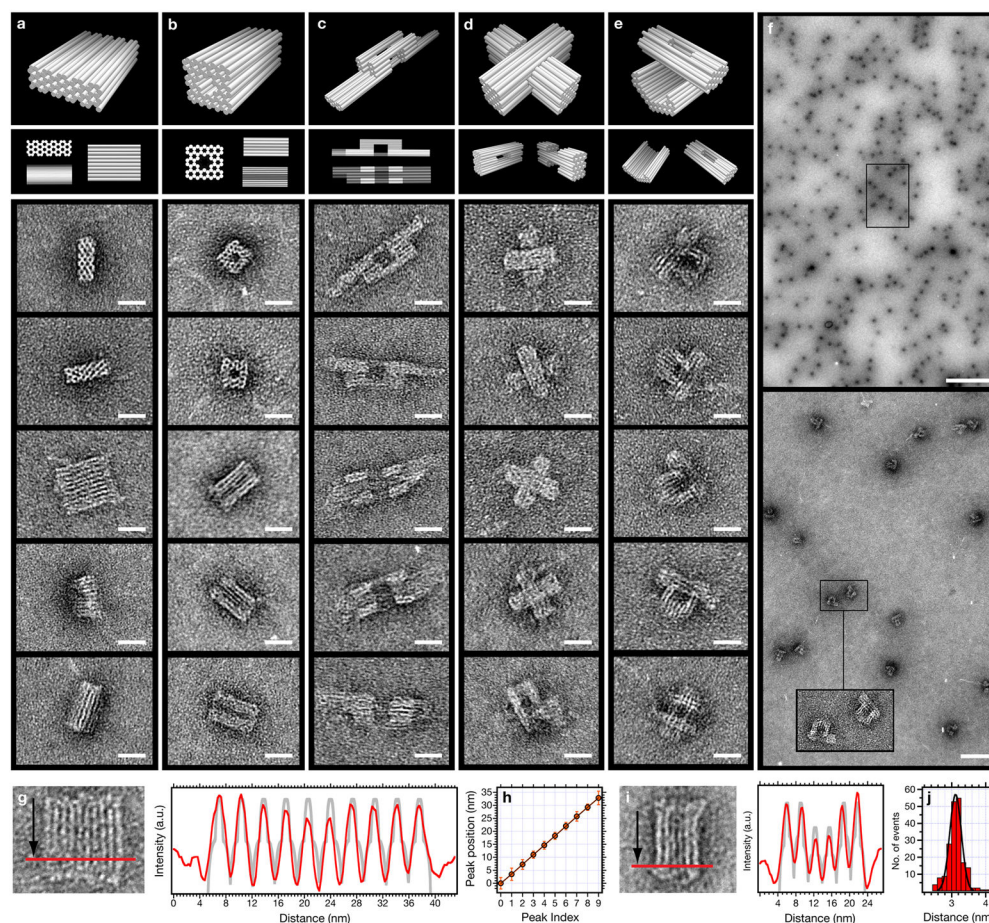 a b c d e f
g
Intensity (a.u.)
0 4 8 12 16 20 24 28 32 36 40
Distance (nm)
h
Peak position (nm)
35
30
25
20
15
10
5
0
0 1 2 3 4 5 6 7 8 9
Peak Index
i
Intensity (a.u.)
0 4 8 12 16 20 24
Distance (nm)
j
No. of events
60
50
40
30
20
10
3 4
Distance (nm)